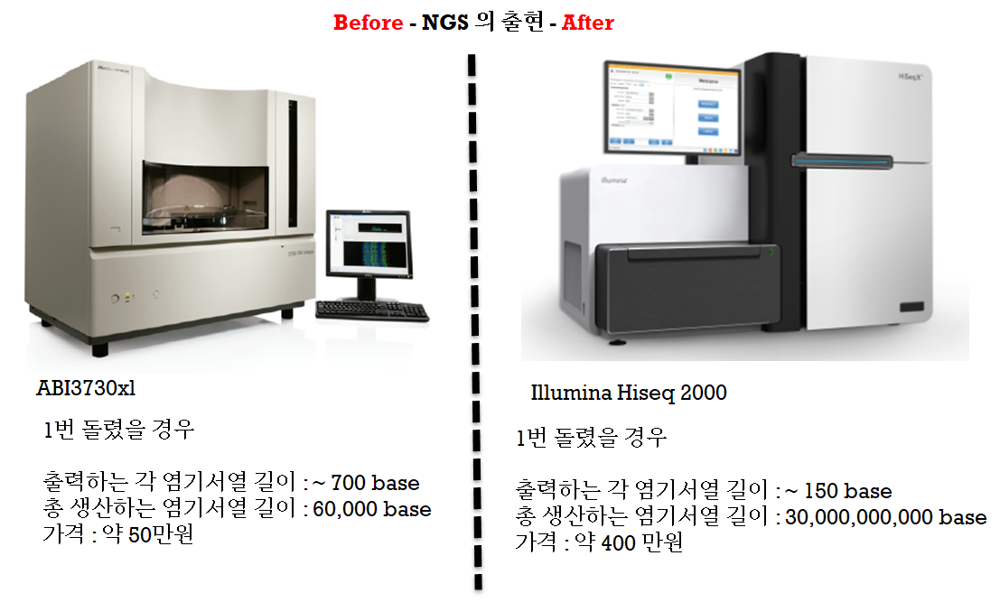 Before - NGS 의 출현 - After
HiSeqX
Welcome
illumina
ABI3730xl
1번 돌렸을 경우
출력하는 각 염기서열 길이 : ~ 700 base
총 생산하는 염기서열 길이 : 60,000 base
가격 : 약 50만원
Illumina Hiseq 2000
1번 돌렸을 경우
출력하는 각 염기서열 길이 : ~ 150 base
총 생산하는 염기서열 길이 : 30,000,000,000 base
가격 : 약 400 만원